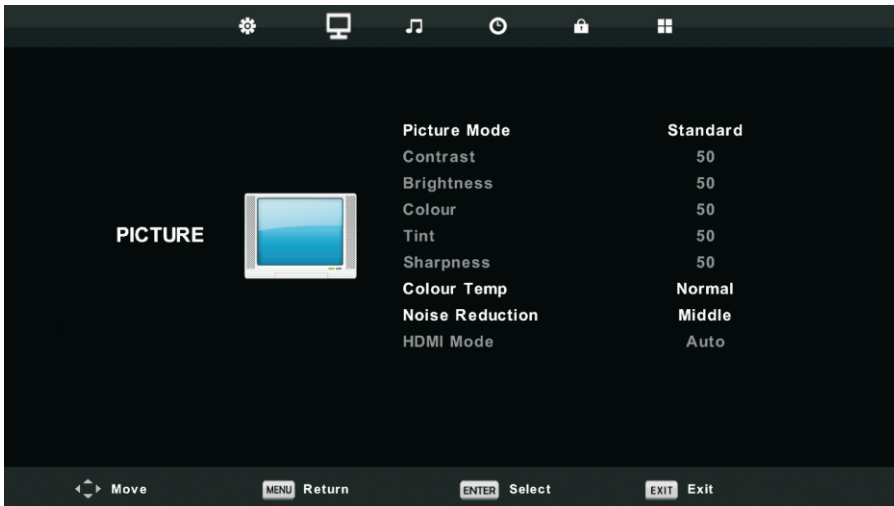 Picture Mode Standard
Contrast 50
Brightness 50
Colour 50
PICTURE
Tint 50
Sharpness 50
Colour Temp Normal
Noise Reduction Middle
HDMI Mode Auto
Move MENU Return ENTER Select EXIT Exit